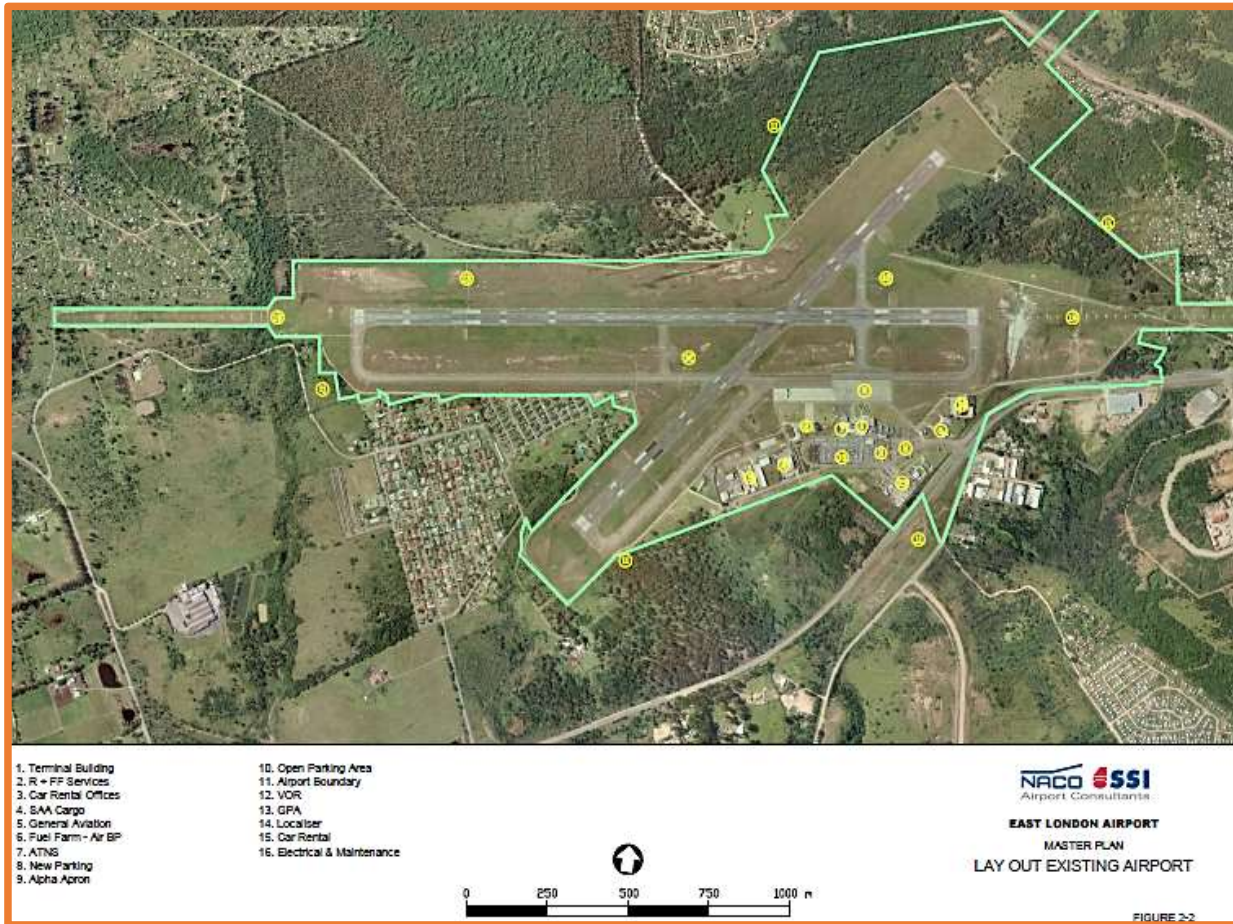 1. Terminal Building
2. R + FF Services
3. Car Rental Offices
4. SAA Cargo
5. General Aviation
6. Fuel Farm - Air BP
7. ATNS
8. New Parking
9. Alpha Apron
10. Open Parking Area
11. Airport Boundary
12. VOR
13. GPA
14. Localiser
15. Car Rental
16. Electrical & Maintenance
0 250 500 750 1000 m
NACO SSI
Airport Consultants
EAST LONDON AIRPORT
MASTER PLAN
LAY OUT EXISTING AIRPORT
FIGURE 2-2